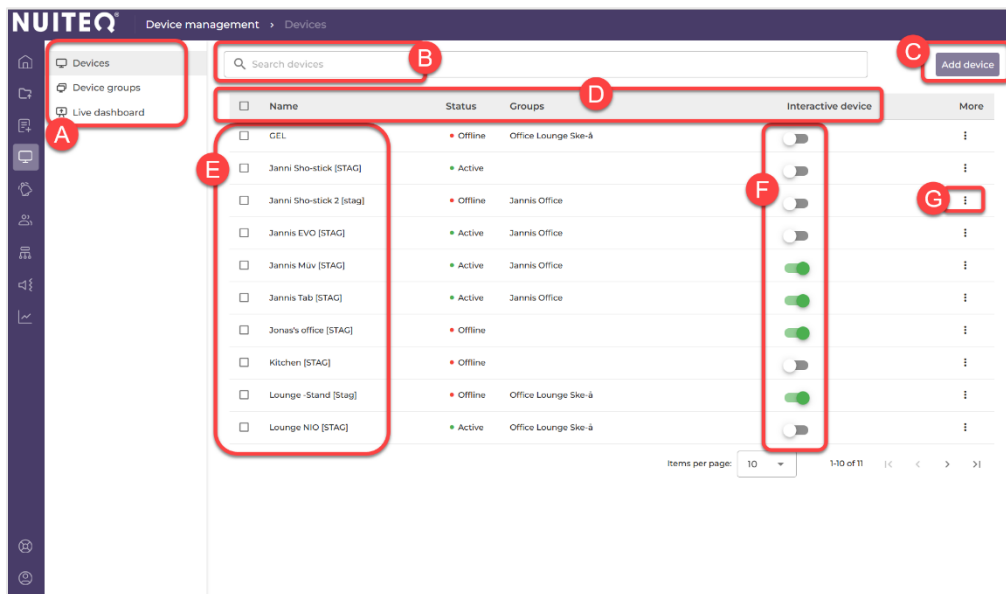 NUITEQ® Device management > Devices
Devices
Device groups
Live dashboard
A
Search devices
B
C
Add device
D
Name Status Groups Interactive device More
E
F
G
GEL Offline Office Lounge Ske-å
Janni Sho-stick [STAG] Active
Janni Sho-stick 2 [stag] Offline Jannis Office
Jannis EVO [STAG] Active Jannis Office
Jannis Müv [STAG] Active Jannis Office
Jannis Tab [STAG] Active Jannis Office
Jonas's office [STAG] Offline
Kitchen [STAG] Offline
Lounge -Stand [Stag] Offline Office Lounge Ske-å
Lounge NIO [STAG] Active Office Lounge Ske-å
Items per page: 10 1-10 of 11 |< < > >|